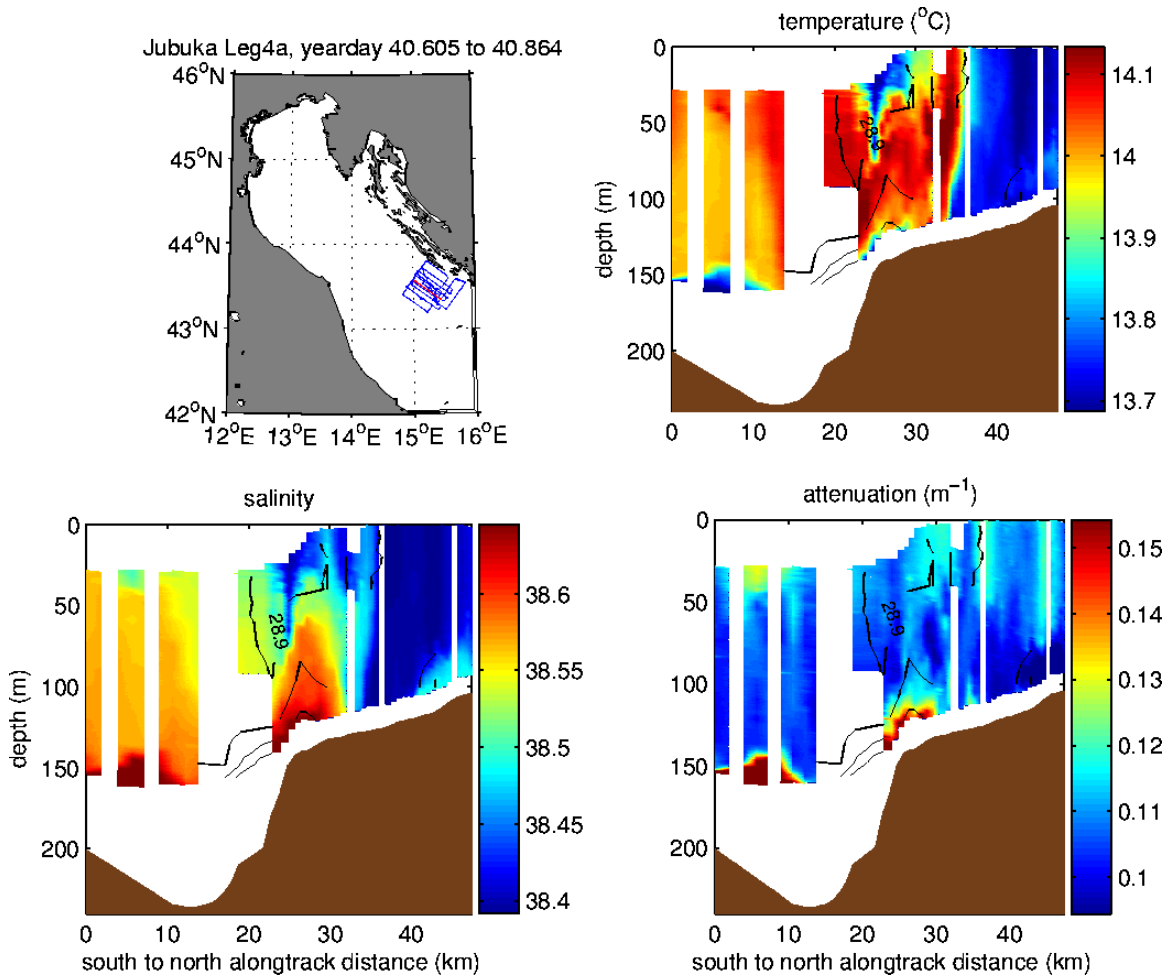 Jubuka Leg4a, yearday 40.605 to 40.864
46°N
45°N
44°N
43°N
42°N
12°E 13°E 14°E 15°E 16°E
temperature (°C)
0
50
100
150
200
depth (m)
0 10 20 30 40
28.9
14.1
14
13.9
13.8
13.7
salinity
0
50
100
150
200
depth (m)
0 10 20 30 40
south to north alongtrack distance (km)
28.9
38.6
38.55
38.5
38.45
38.4
attenuation (m⁻¹)
0
50
100
150
200
depth (m)
0 10 20 30 40
south to north alongtrack distance (km)
28.9
0.15
0.14
0.13
0.12
0.11
0.1